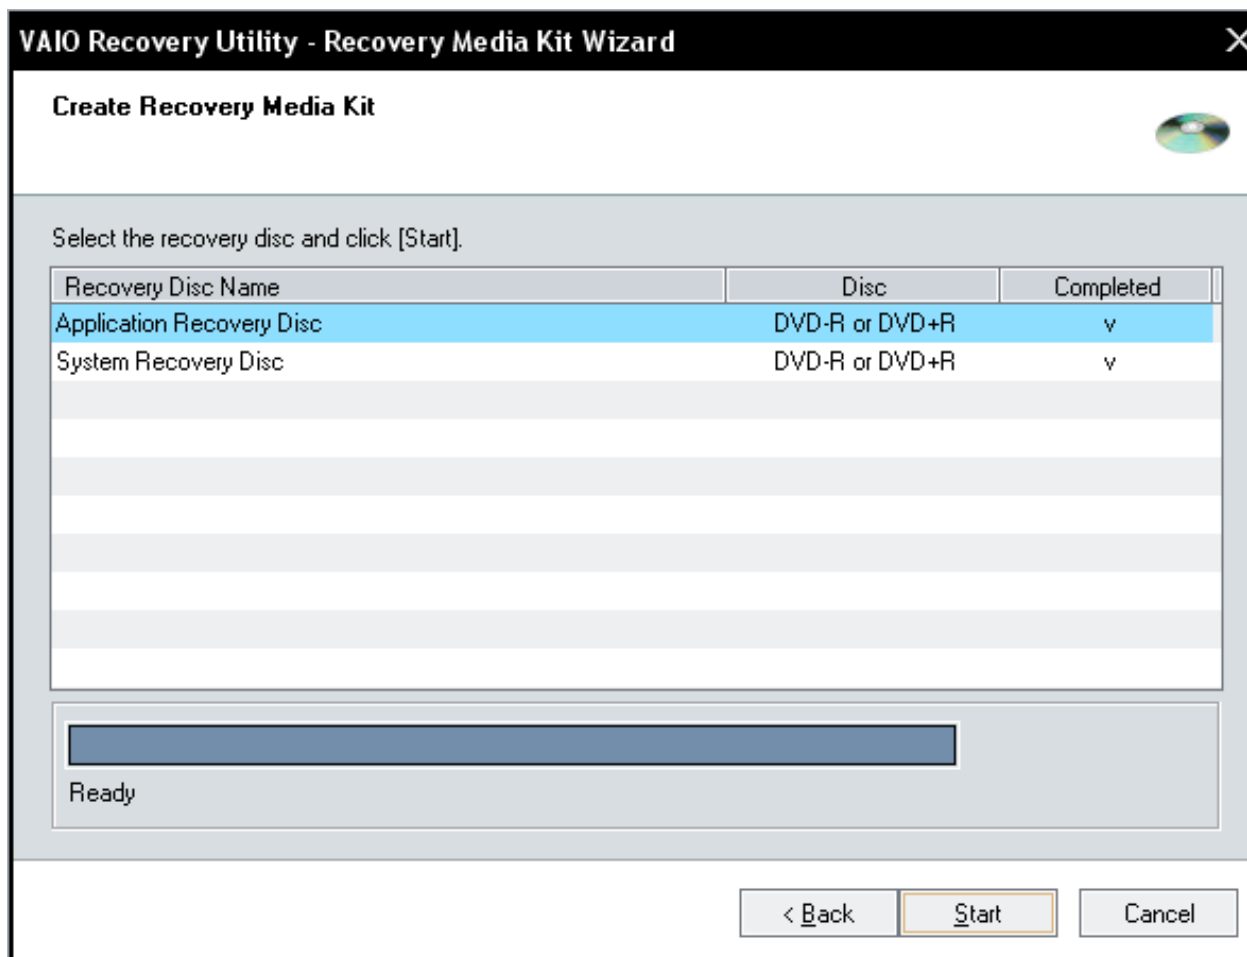 VAIO Recovery Utility - Recovery Media Kit Wizard
Create Recovery Media Kit
Select the recovery disc and click [Start].
Recovery Disc Name Disc Completed
Application Recovery Disc DVD-R or DVD+R v
System Recovery Disc DVD-R or DVD+R v
Ready
< Back Start Cancel